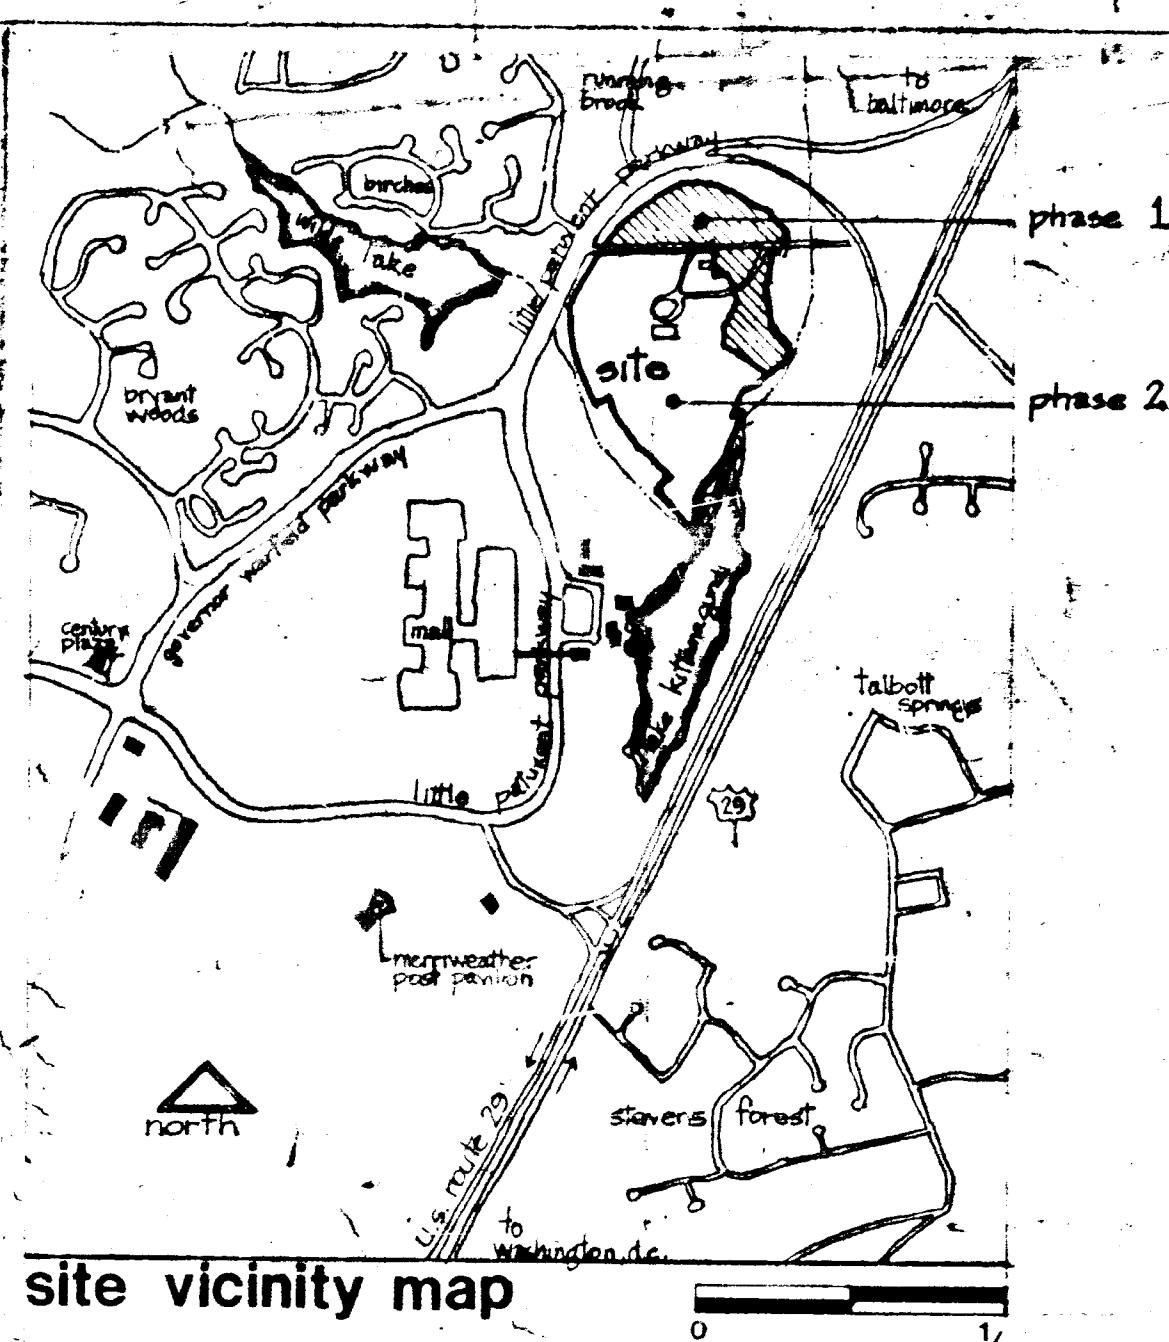 running
brook
to
baltimore
parkway
birches
phase 1
little patuxent
wilde
lake
site
bryant
woods
phase 2
governor warfield parkway
century
plaza
mall
parkway
lake kittamaqundi
talbott
springs
patuxent
little
29
merriweather
post pavilion
north
stevens forest
U.S. route 29
to
washington, d.c.
site vicinity map
0
1/